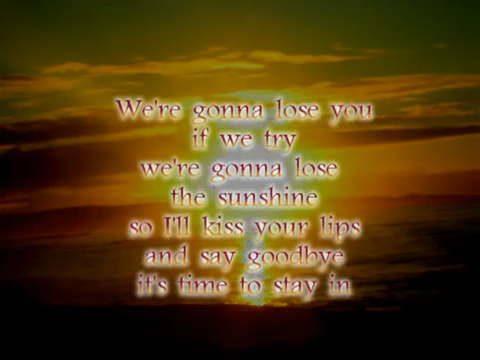 We're gonna lose you
if we try
we're gonna lose
the sunshine
so I'll kiss your lips
and say goodbye
it's time to stay in